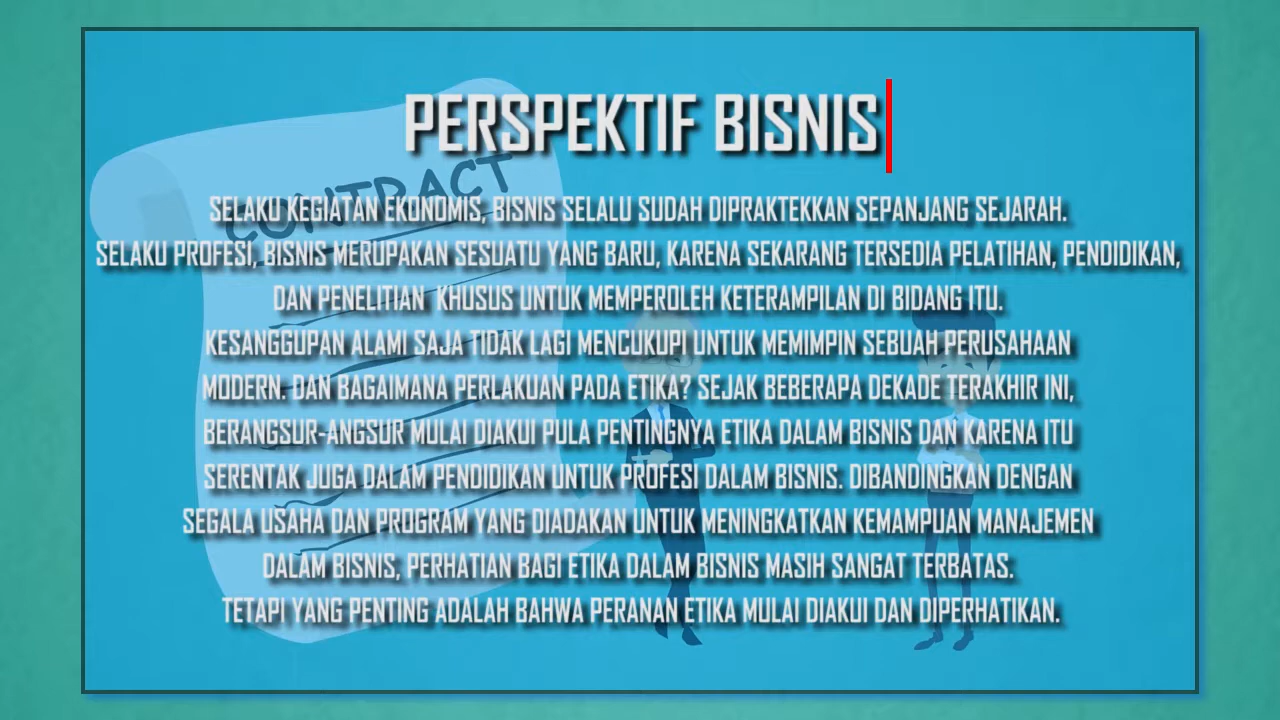 PERSPEKTIF BISNIS
CONTRACT
SELAKU KEGIATAN EKONOMIS, BISNIS SELALU SUDAH DIPRAKTEKKAN SEPANJANG SEJARAH.
SELAKU PROFESI, BISNIS MERUPAKAN SESUATU YANG BARU, KARENA SEKARANG TERSEDIA PELATIHAN, PENDIDIKAN,
DAN PENELITIAN KHUSUS UNTUK MEMPEROLEH KETERAMPILAN DI BIDANG ITU.
KESANGGUPAN ALAMI SAJA TIDAK LAGI MENCUKUPI UNTUK MEMIMPIN SEBUAH PERUSAHAAN
MODERN. DAN BAGAIMANA PERLAKUAN PADA ETIKA? SEJAK BEBERAPA DEKADE TERAKHIR INI,
BERANGSUR-ANGSUR MULAI DIAKUI PULA PENTINGNYA ETIKA DALAM BISNIS DAN KARENA ITU
SERENTAK JUGA DALAM PENDIDIKAN UNTUK PROFESI DALAM BISNIS. DIBANDINGKAN DENGAN
SEGALA USAHA DAN PROGRAM YANG DIADAKAN UNTUK MENINGKATKAN KEMAMPUAN MANAJEMEN
DALAM BISNIS, PERHATIAN BAGI ETIKA DALAM BISNIS MASIH SANGAT TERBATAS.
TETAPI YANG PENTING ADALAH BAHWA PERANAN ETIKA MULAI DIAKUI DAN DIPERHATIKAN.